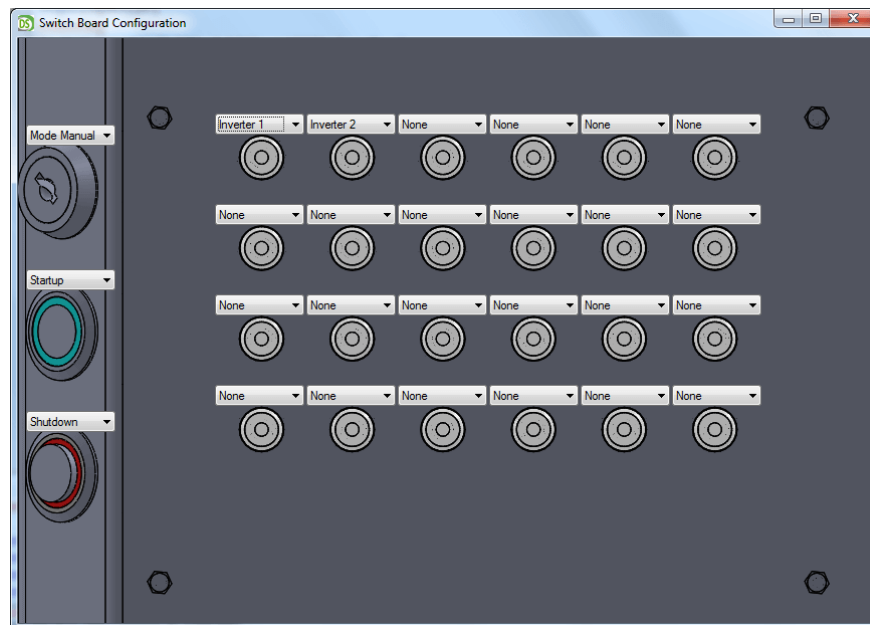 DS Switch Board Configuration
Mode Manual
Inverter 1 Inverter 2 None None None None
None None None None None None
Startup
None None None None None None
None None None None None None
Shutdown